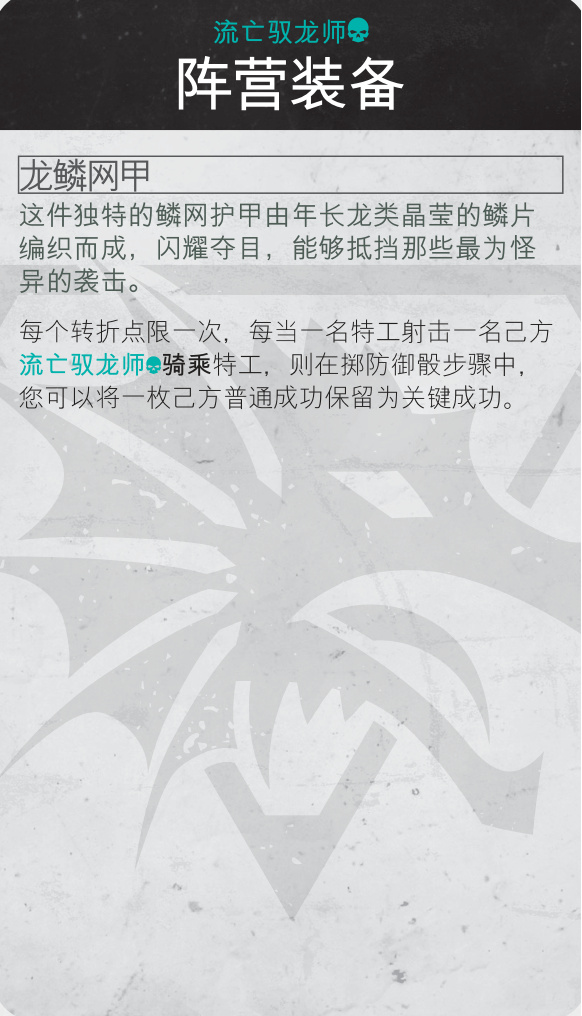 流亡驭龙师
阵营装备
龙鳞网甲
这件独特的鳞网护甲由年长龙类晶莹的鳞片
编织而成，闪耀夺目，能够抵挡那些最为怪
异的袭击。
每个转折点限一次，每当一名特工射击一名己方
流亡驭龙师骑乘特工，则在掷防御骰步骤中，
您可以将一枚己方普通成功保留为关键成功。